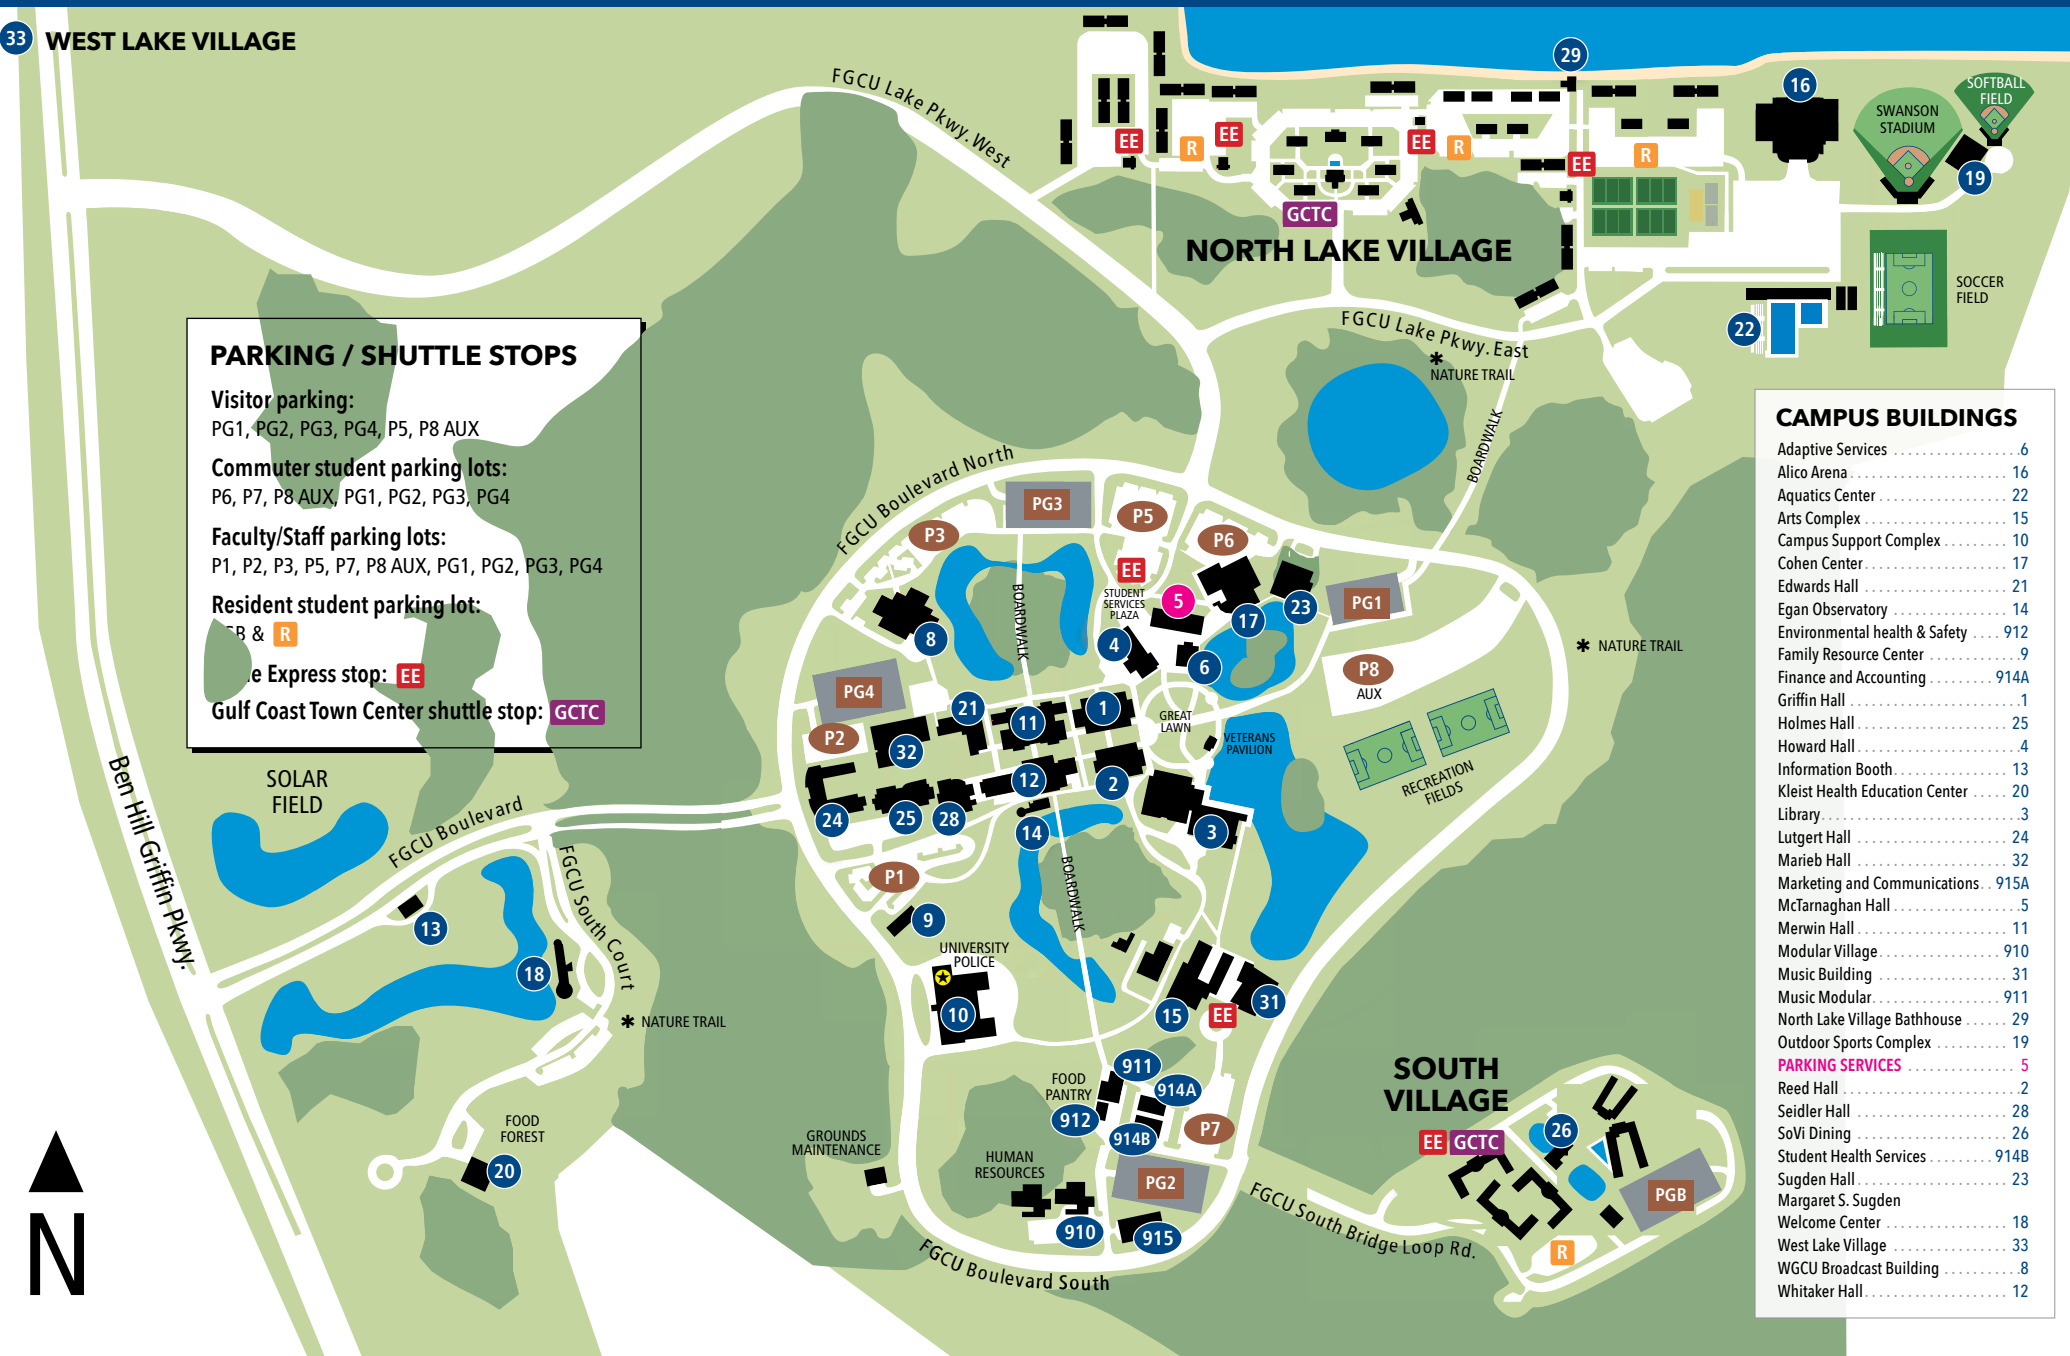 33 WEST LAKE VILLAGE
FGCU Lake Pkwy. West
29
16
SOFTBALL
FIELD
SWANSON
STADIUM
19
EE
R
EE
EE
R
EE
R
GCTC
NORTH LAKE VILLAGE
SOCCER
FIELD
22
FGCU Lake Pkwy. East
NATURE TRAIL
BOARDWALK
PARKING / SHUTTLE STOPS
Visitor parking:
PG1, PG2, PG3, PG4, P5, P8 AUX
Commuter student parking lots:
P6, P7, P8 AUX, PG1, PG2, PG3, PG4
Faculty/Staff parking lots:
P1, P2, P3, P5, P7, P8 AUX, PG1, PG2, PG3, PG4
Resident student parking lot:
B & R
e Express stop: EE
Gulf Coast Town Center shuttle stop: GCTC
FGCU Boulevard North
PG3
P5
P3
P6
EE
STUDENT
SERVICES
PLAZA
5
17
23
PG1
BOARDWALK
8
4
6
P8
AUX
NATURE TRAIL
PG4
21
11
1
GREAT
LAWN
VETERANS
PAVILION
P2
32
12
2
RECREATION
FIELDS
24
25
28
14
3
SOLAR
FIELD
Ben Hill Griffin Pkwy.
FGCU Boulevard
FGCU South Court
P1
BOARDWALK
13
9
UNIVERSITY
POLICE
18
10
15
EE
31
NATURE TRAIL
911
FOOD
PANTRY
914A
912
914B
P7
FOOD
FOREST
20
GROUNDS
MAINTENANCE
HUMAN
RESOURCES
PG2
910
915
FGCU Boulevard South
FGCU South Bridge Loop Rd.
SOUTH
VILLAGE
EE GCTC
26
PGB
R
N
CAMPUS BUILDINGS
Adaptive Services 6
Alico Arena 16
Aquatics Center 22
Arts Complex 15
Campus Support Complex 10
Cohen Center 17
Edwards Hall 21
Egan Observatory 14
Environmental health & Safety 912
Family Resource Center 9
Finance and Accounting 914A
Griffin Hall 1
Holmes Hall 25
Howard Hall 4
Information Booth 13
Kleist Health Education Center 20
Library 3
Lutgert Hall 24
Marieb Hall 32
Marketing and Communications 915A
McTarnaghan Hall 5
Merwin Hall 11
Modular Village 910
Music Building 31
Music Modular 911
North Lake Village Bathhouse 29
Outdoor Sports Complex 19
PARKING SERVICES 5
Reed Hall 2
Seidler Hall 28
SoVi Dining 26
Student Health Services 914B
Sugden Hall 23
Margaret S. Sugden
Welcome Center 18
West Lake Village 33
WGCU Broadcast Building 8
Whitaker Hall 12